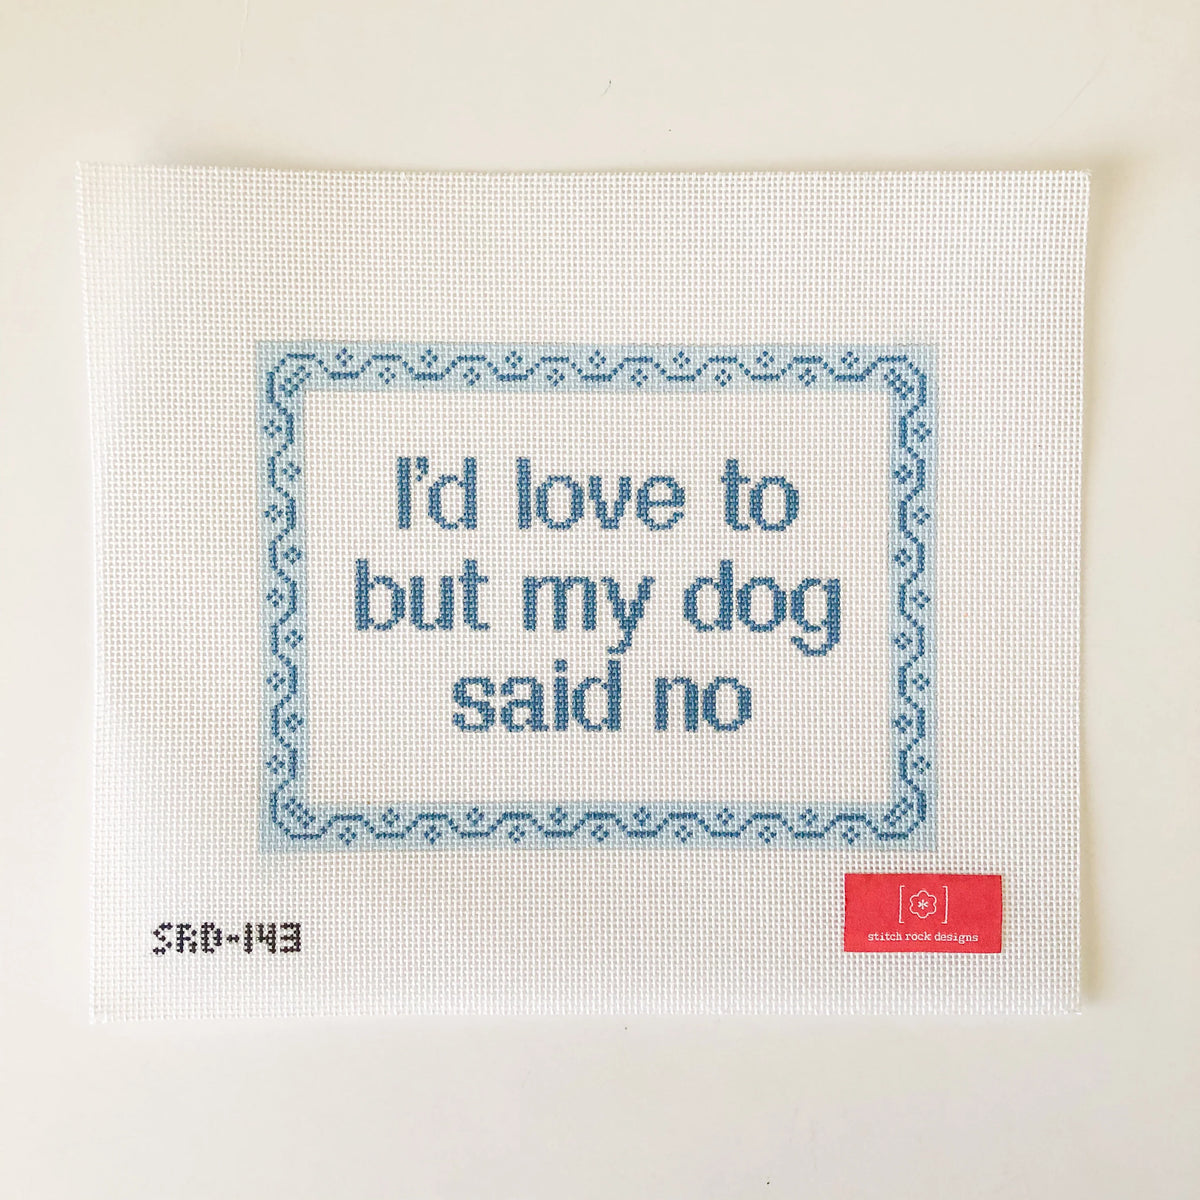 I'd love to
but my dog
said no
SRD-143
[*]
stitch rock designs